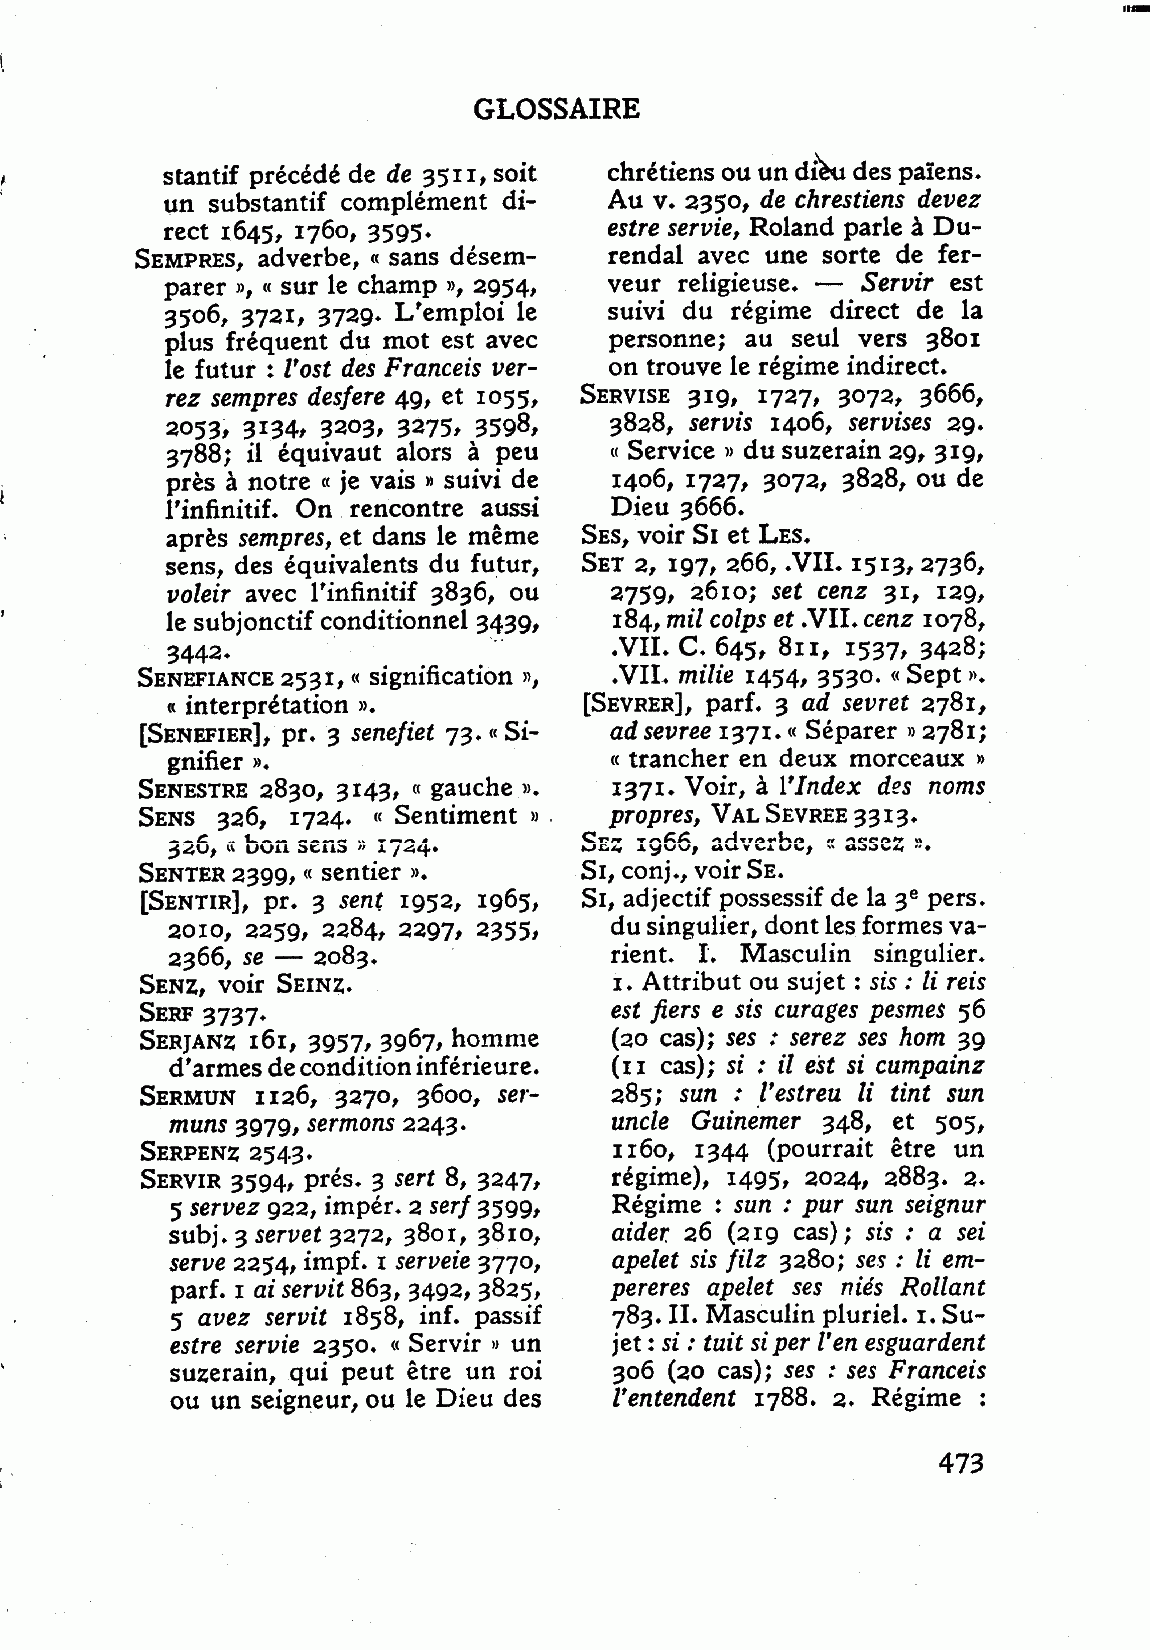 GLOSSAIRE
stantif précédé de de 3511, soit
un substantif complément di-
rect 1645, 1760, 3595.
SEMPRES, adverbe, « sans désem-
parer », « sur le champ », 2954,
3506, 3721, 3729. L'emploi le
plus fréquent du mot est avec
le futur : l'ost des Franceis ver-
rez sempres desfere 49, et 1055,
2053, 3134, 3203, 3275, 3598,
3788; il équivaut alors à peu
près à notre « je vais » suivi de
l'infinitif. On rencontre aussi
après sempres, et dans le même
sens, des équivalents du futur,
voleir avec l'infinitif 3836, ou
le subjonctif conditionnel 3439,
3442.
SENEFIANCE 2531, « signification »,
« interprétation ».
[SENEFIER], pr. 3 senefiet 73. « Si-
gnifier ».
SENESTRE 2830, 3143, « gauche ».
SENS 326, 1724. « Sentiment »
326, « bon sens » 1724.
SENTER 2399, « sentier ».
[SENTIR], pr. 3 sent 1952, 1965,
2010, 2259, 2284, 2297, 2355,
2366, se — 2083.
SENZ, voir SEINZ.
SERF 3737.
SERJANZ 161, 3957, 3967, homme
d'armes de condition inférieure.
SERMUN 1126, 3270, 3600, ser-
muns 3979, sermons 2243.
SERPENZ 2543.
SERVIR 3594, prés. 3 sert 8, 3247,
5 servez 922, impér. 2 serf 3599,
subj. 3 servet 3272, 3801, 3810,
serve 2254, impf. 1 serveie 3770,
parf. 1 ai servit 863, 3492, 3825,
5 avez servit 1858, inf. passif
estre servie 2350. « Servir » un
suzerain, qui peut être un roi
ou un seigneur, ou le Dieu des
chrétiens ou un dieu des païens.
Au v. 2350, de chrestiens devez
estre servie, Roland parle à Du-
rendal avec une sorte de fer-
veur religieuse. — Servir est
suivi du régime direct de la
personne; au seul vers 3801
on trouve le régime indirect.
SERVISE 319, 1727, 3072, 3666,
3828, servis 1406, servises 29.
« Service » du suzerain 29, 319,
1406, 1727, 3072, 3828, ou de
Dieu 3666.
SES, voir SI et LES.
SET 2, 197, 266, .VII. 1513, 2736,
2759, 2610; set cenz 31, 129,
184, mil colps et .VII. cenz 1078,
.VII. C. 645, 811, 1537, 3428;
.VII. milie 1454, 3530. « Sept ».
[SEVRER], parf. 3 ad sevret 2781,
ad sevree 1371. « Séparer » 2781;
« trancher en deux morceaux »
1371. Voir, à l'Index des noms
propres, VAL SEVREE 3313.
SEZ 1966, adverbe, « assez ».
SI, conj., voir SE.
SI, adjectif possessif de la 3e pers.
du singulier, dont les formes va-
rient. I. Masculin singulier.
1. Attribut ou sujet : sis : li reis
est fiers e sis curages pesmes 56
(20 cas); ses : serez ses hom 39
(11 cas); si : il est si cumpainz
285; sun : l'estreu li tint sun
uncle Guinemer 348, et 505,
1160, 1344 (pourrait être un
régime), 1495, 2024, 2883. 2.
Régime : sun : pur sun seignur
aider 26 (219 cas); sis : a sei
apelet sis filz 3280; ses : li em-
pereres apelet ses niés Rollant
783. II. Masculin pluriel. 1. Su-
jet : si : tuit si per l'en esguardent
306 (20 cas); ses : ses Franceis
l'entendent 1788. 2. Régime :
473